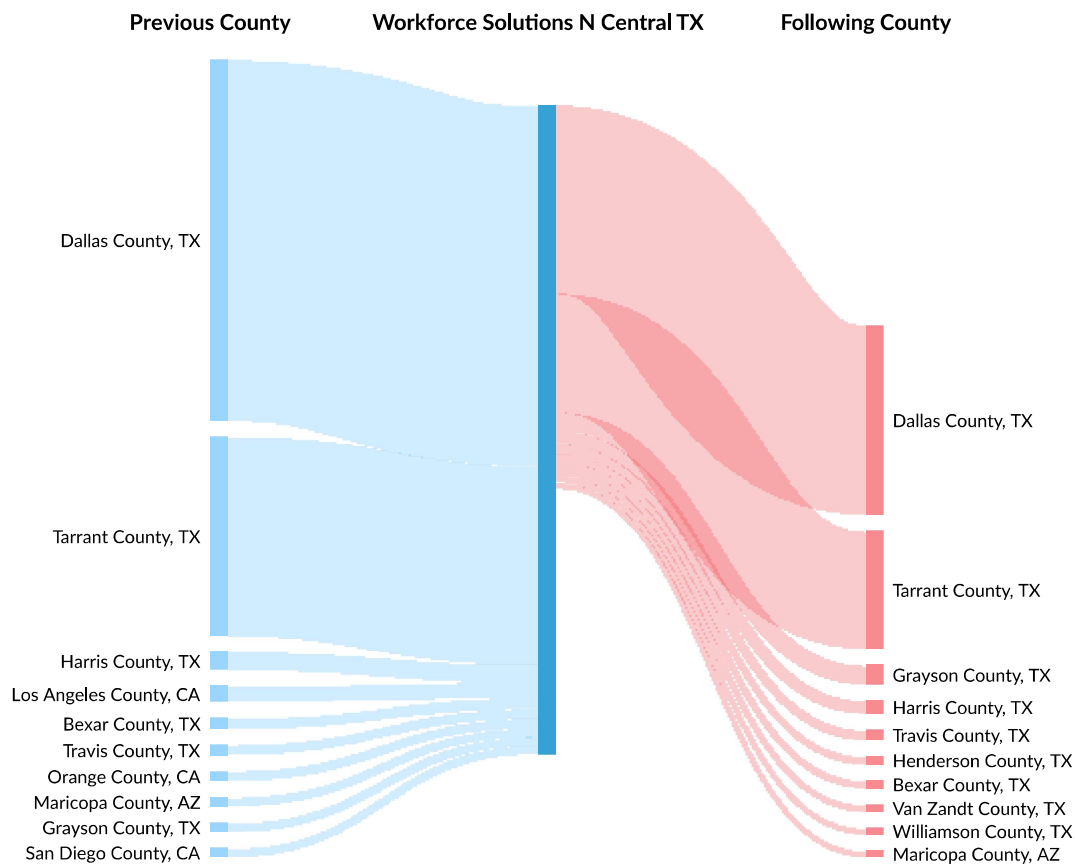 Previous County
Workforce Solutions N Central TX
Following County
Dallas County, TX
Tarrant County, TX
Harris County, TX
Los Angeles County, CA
Bexar County, TX
Travis County, TX
Orange County, CA
Maricopa County, AZ
Grayson County, TX
San Diego County, CA
Dallas County, TX
Tarrant County, TX
Grayson County, TX
Harris County, TX
Travis County, TX
Henderson County, TX
Bexar County, TX
Van Zandt County, TX
Williamson County, TX
Maricopa County, AZ